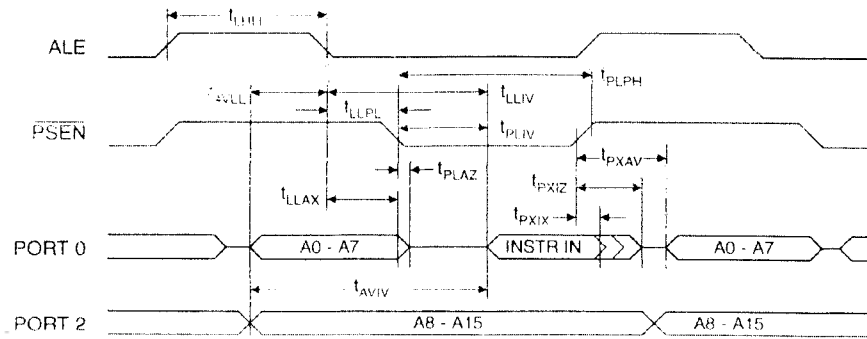 tLHLL
ALE
tPLPH
tAVLL
tLLIV
tLLPL
PSEN
tPLIV
tPXAV
tPLAZ
tPXIZ
tLLAX
tPXIX
PORT 0
A0 - A7
INSTR IN
A0 - A7
tAVIV
PORT 2
A8 - A15
A8 - A15